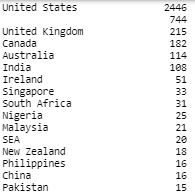 United States 2446
744
United Kingdom 215
Canada 182
Australia 114
India 108
Ireland 51
Singapore 33
South Africa 31
Nigeria 25
Malaysia 21
SEA 20
New Zealand 18
Philippines 16
China 16
Pakistan 15